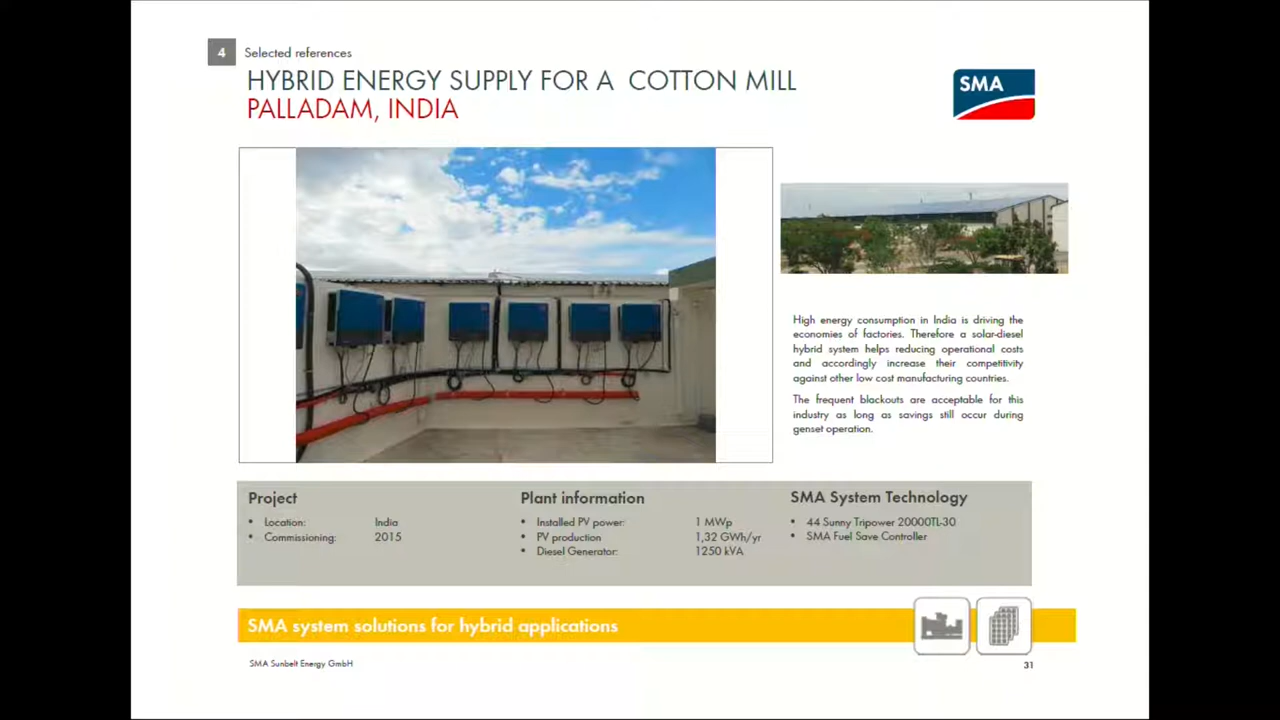 4 Selected references
HYBRID ENERGY SUPPLY FOR A COTTON MILL
PALLADAM, INDIA
SMA
High energy consumption in India is driving the
economies of factories. Therefore a solar-diesel
hybrid system helps reducing operational costs
and accordingly increase their competitivity
against other low cost manufacturing countries.
The frequent blackouts are acceptable for this
industry as long as savings still occur during
genset operation.
Project
• Location: India
• Commissioning: 2015
Plant information
• Installed PV power: 1 MWp
• PV production 1,32 GWh/yr
• Diesel Generator: 1250 kVA
SMA System Technology
• 44 Sunny Tripower 20000TL-30
• SMA Fuel Save Controller
SMA system solutions for hybrid applications
SMA Sunbelt Energy GmbH
31